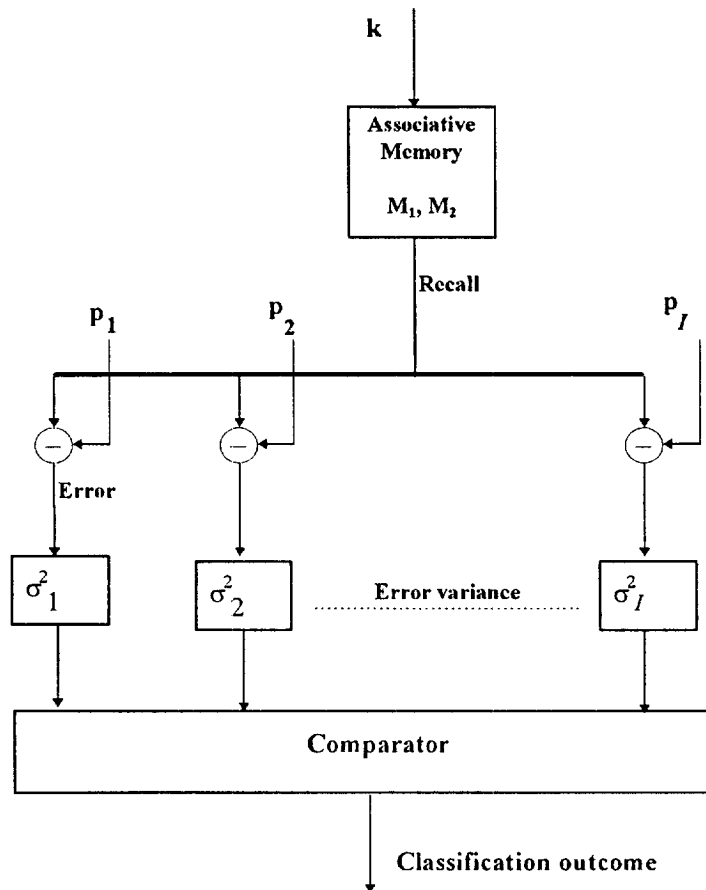 k
Associative
Memory
M₁, M₂
Recall
p₁ p₂ p_I
− − −
Error
σ²₁ σ²₂ Error variance σ²_I
Comparator
Classification outcome